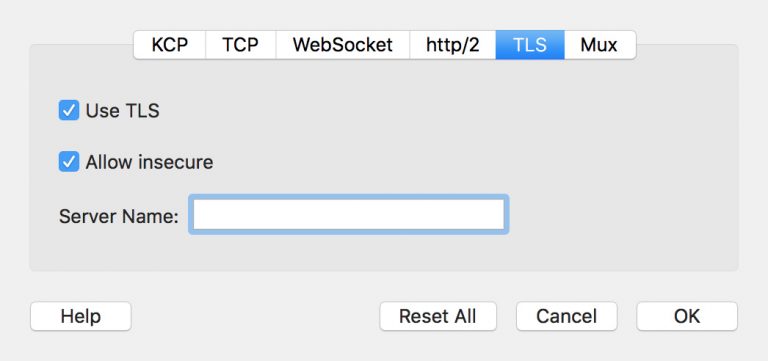 KCP TCP WebSocket http/2 TLS Mux
Use TLS
Allow insecure
Server Name:
Help Reset All Cancel OK